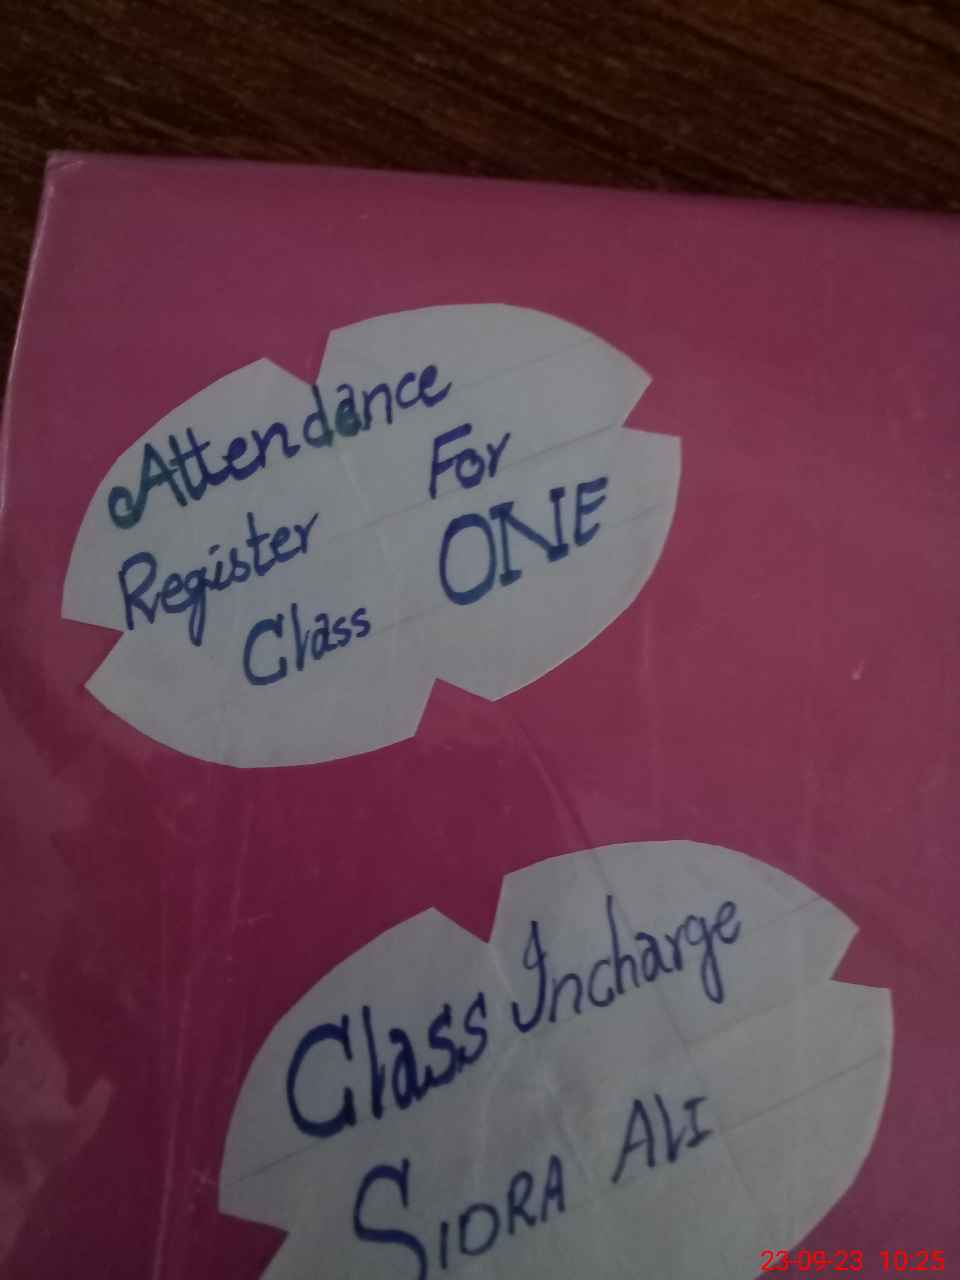 Attendance
Register For
Class ONE
Class Incharge
SIDRA ALI
23-09-23 10:25